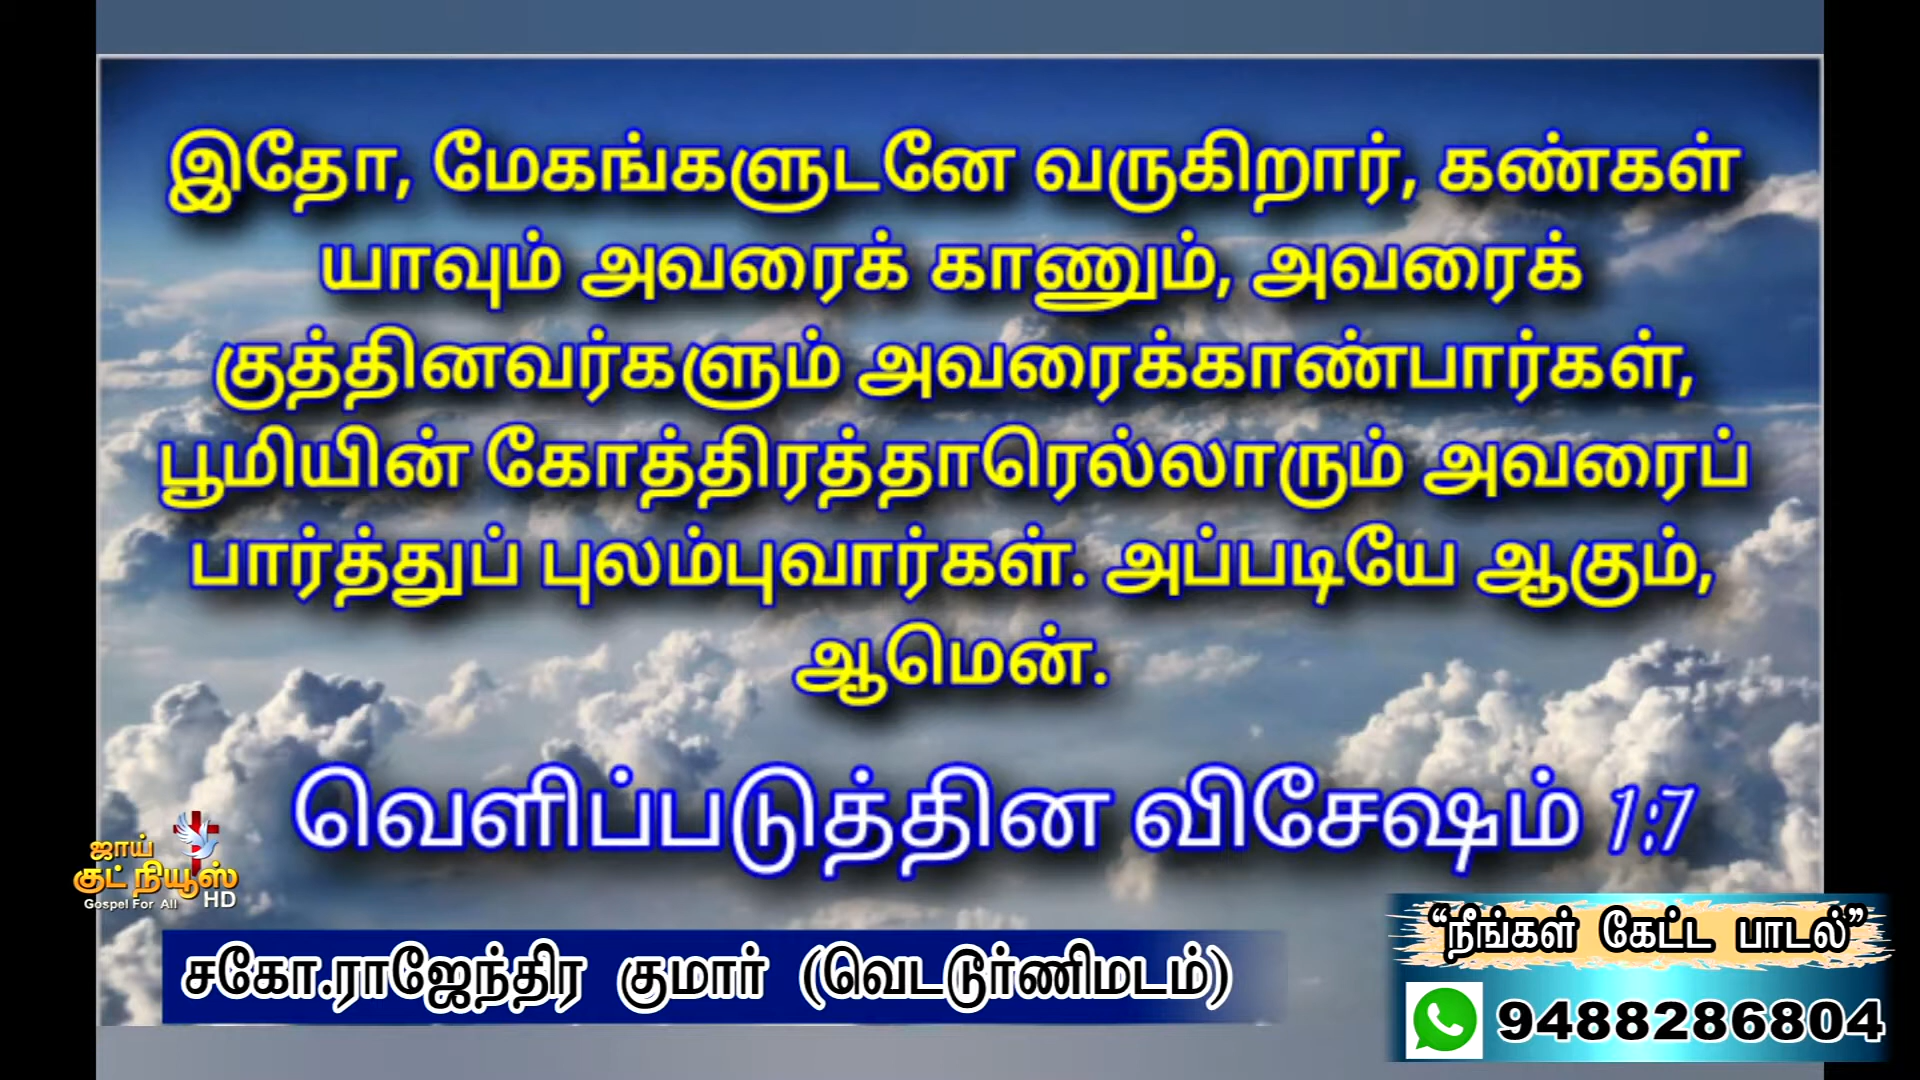 இதோ, மேகங்களுடனே வருகிறார், கண்கள்
யாவும் அவரைக் காணும், அவரைக்
குத்தினவர்களும் அவரைக்காண்பார்கள்,
பூமியின் கோத்திரத்தாரெல்லாரும் அவரைப்
பார்த்துப் புலம்புவார்கள். அப்படியே ஆகும்,
ஆமென்.
வெளிப்படுத்தின விசேஷம் 1:7
ஜாய்
குட் நியூஸ்
Gospel For All HD
சகோ.ராஜேந்திர குமார் (வெடடூர்ணிமடம்)
“நீங்கள் கேட்ட பாடல்”
9488286804